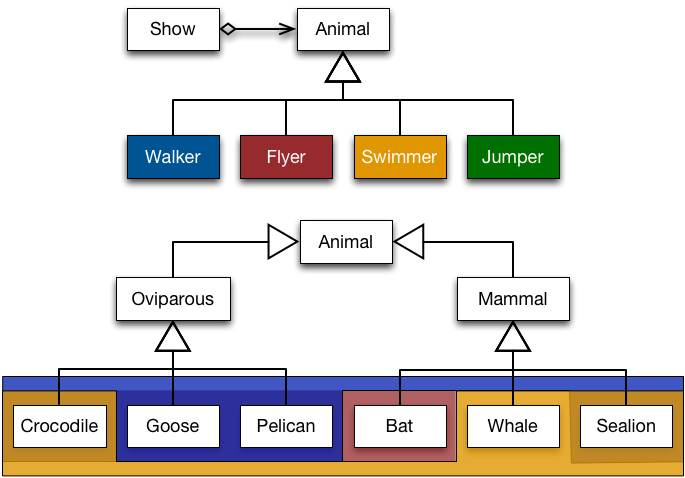 Show
Animal
Walker
Flyer
Swimmer
Jumper
Animal
Oviparous
Mammal
Crocodile
Goose
Pelican
Bat
Whale
Sealion